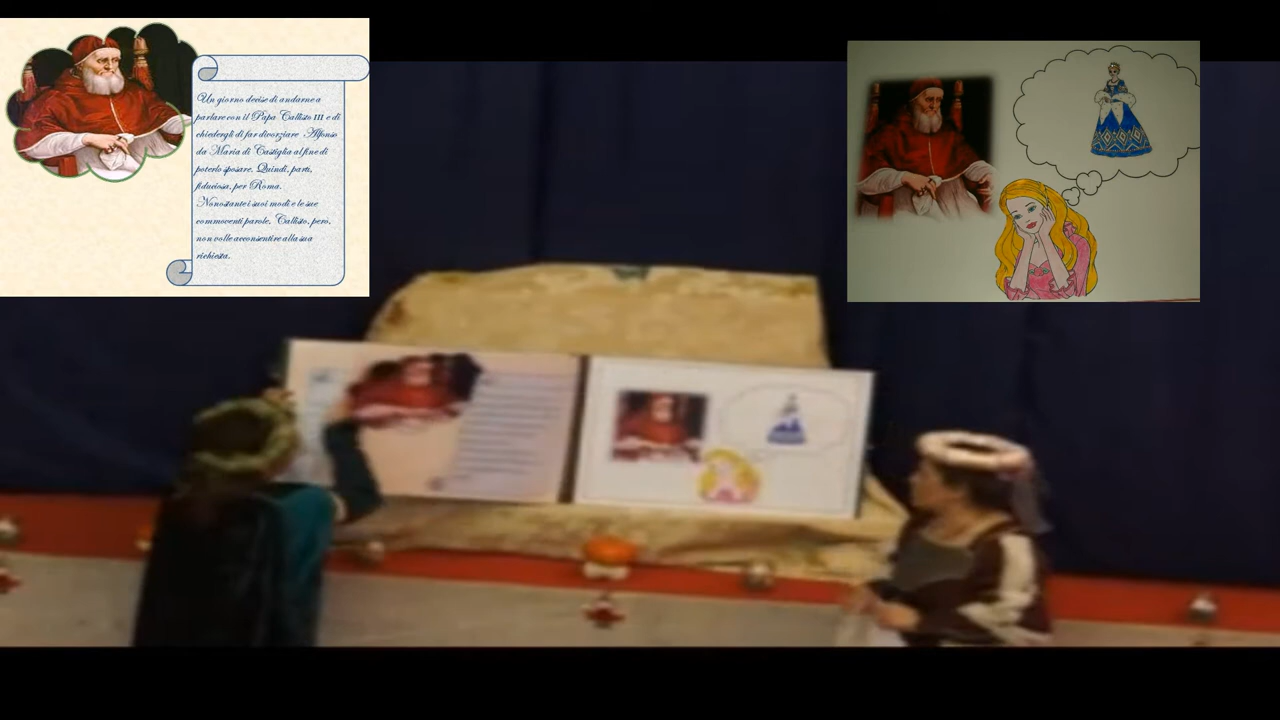 Un giorno decise di andarne a
parlare con il Papa Callisto III e di
chiedergli di far divorziare Alfonso
da Maria di Castiglia al fine di
poterlo sposare. Quindi, partì,
fiduciosa, per Roma.
Nonostante i suoi modi e le sue
commoventi parole, Callisto, però,
non volle acconsentire alla sua
richiesta.